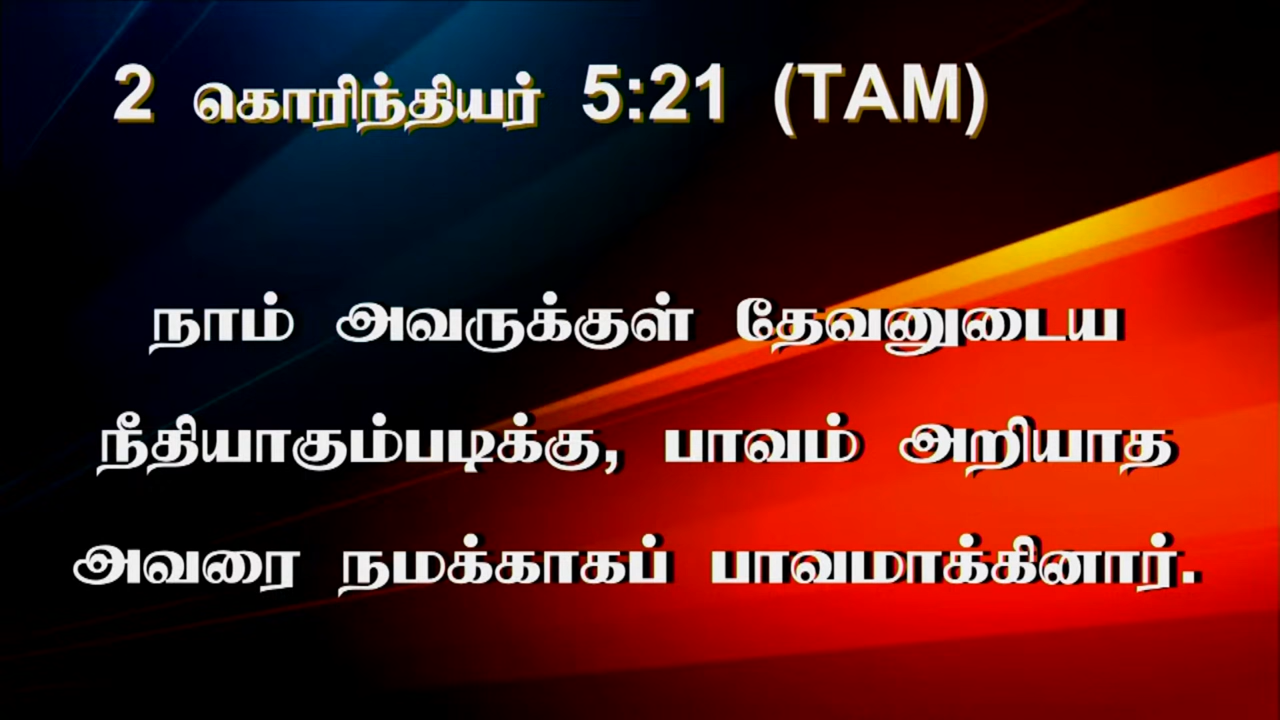 2 கொரிந்தியர் 5:21 (TAM)
நாம் அவருக்குள் தேவனுடைய
நீதியாகும்படிக்கு, பாவம் அறியாத
அவரை நமக்காகப் பாவமாக்கினார்.